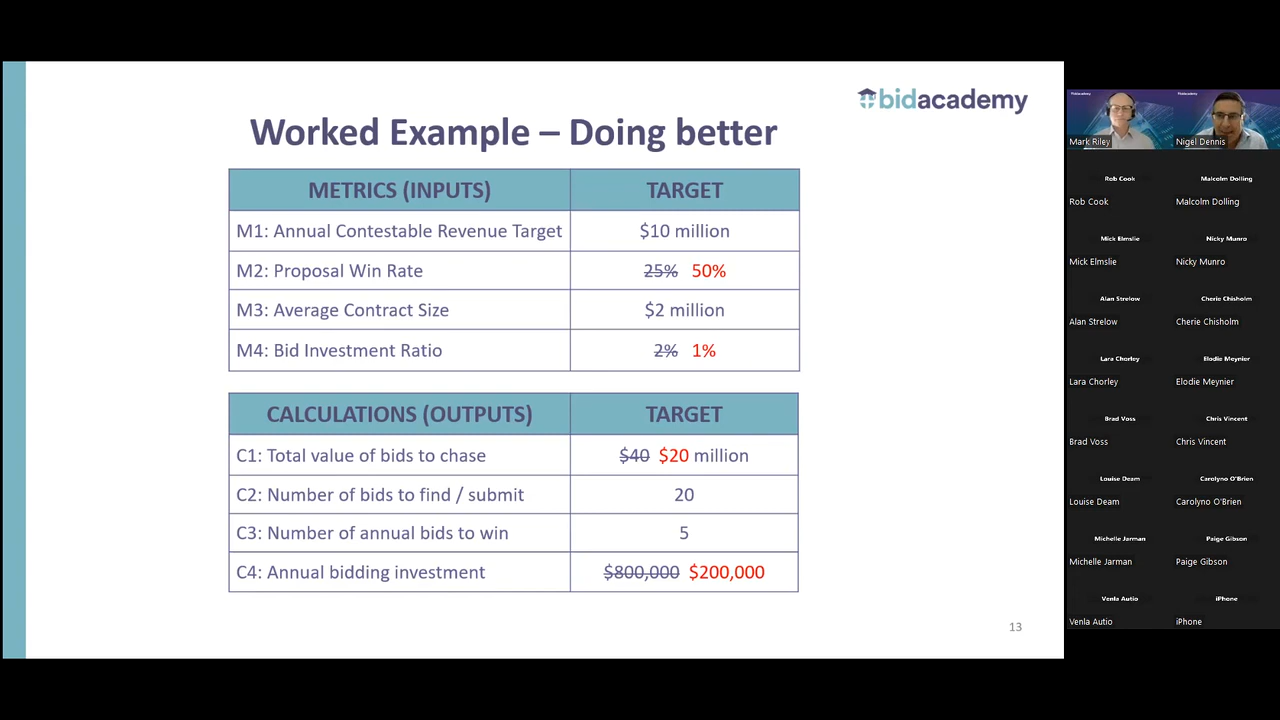 bidacademy
Worked Example – Doing better
METRICS (INPUTS) TARGET
M1: Annual Contestable Revenue Target $10 million
M2: Proposal Win Rate 25% 50%
M3: Average Contract Size $2 million
M4: Bid Investment Ratio 2% 1%
CALCULATIONS (OUTPUTS) TARGET
C1: Total value of bids to chase $40 $20 million
C2: Number of bids to find / submit 20
C3: Number of annual bids to win 5
C4: Annual bidding investment $800,000 $200,000
13
Mark Riley Nigel Dennis
Rob Cook Malcolm Dolling
Rob Cook Malcolm Dolling
Mick Elmslie Nicky Munro
Mick Elmslie Nicky Munro
Alan Strelow Cherie Chisholm
Alan Strelow Cherie Chisholm
Lara Chorley Elodie Meynier
Lara Chorley Elodie Meynier
Brad Voss Chris Vincent
Brad Voss Chris Vincent
Louise Deam Carolyno O'Brien
Louise Deam Carolyno O'Brien
Michelle Jarman Paige Gibson
Michelle Jarman Paige Gibson
Venla Autio iPhone
Venla Autio iPhone